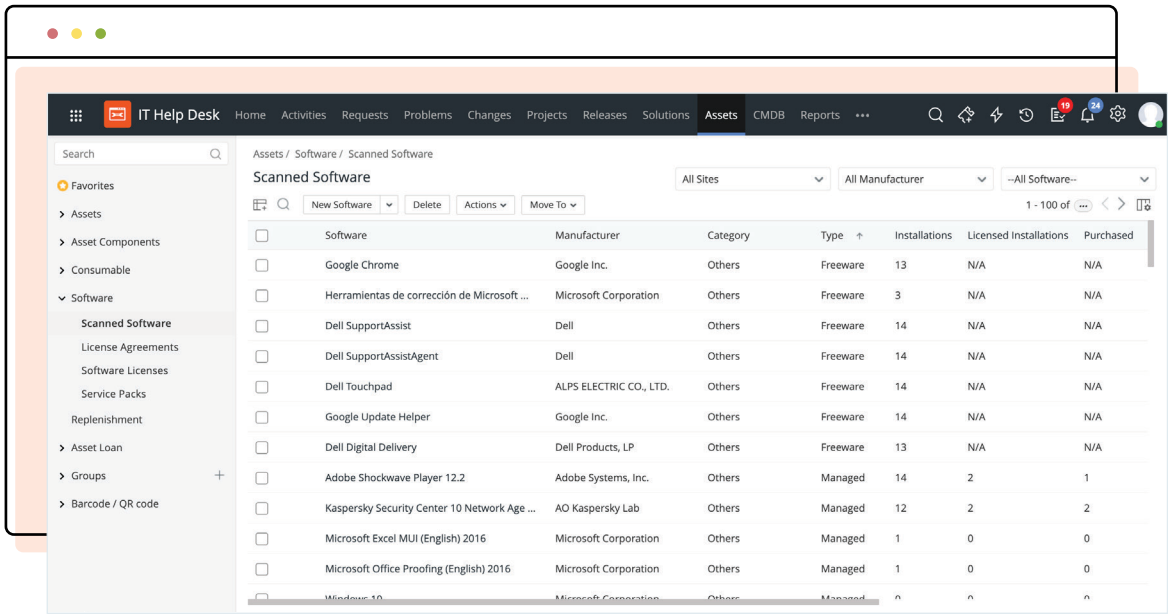 IT Help Desk Home Activities Requests Problems Changes Projects Releases Solutions Assets CMDB Reports ••• 19 24
Search
Favorites
Assets
Asset Components
Consumable
Software
Scanned Software
License Agreements
Software Licenses
Service Packs
Replenishment
Asset Loan
Groups
Barcode / QR code
Assets / Software / Scanned Software
Scanned Software
All Sites All Manufacturer --All Software--
New Software Delete Actions Move To 1 - 100 of ...
Software Manufacturer Category Type Installations Licensed Installations Purchased
Google Chrome Google Inc. Others Freeware 13 N/A N/A
Herramientas de corrección de Microsoft ... Microsoft Corporation Others Freeware 3 N/A N/A
Dell SupportAssist Dell Others Freeware 14 N/A N/A
Dell SupportAssistAgent Dell Others Freeware 14 N/A N/A
Dell Touchpad ALPS ELECTRIC CO., LTD. Others Freeware 14 N/A N/A
Google Update Helper Google Inc. Others Freeware 14 N/A N/A
Dell Digital Delivery Dell Products, LP Others Freeware 13 N/A N/A
Adobe Shockwave Player 12.2 Adobe Systems, Inc. Others Managed 14 2 1
Kaspersky Security Center 10 Network Age ... AO Kaspersky Lab Others Managed 12 2 2
Microsoft Excel MUI (English) 2016 Microsoft Corporation Others Managed 1 0 0
Microsoft Office Proofing (English) 2016 Microsoft Corporation Others Managed 1 0 0
Windows 10 Microsoft Corporation Others Managed